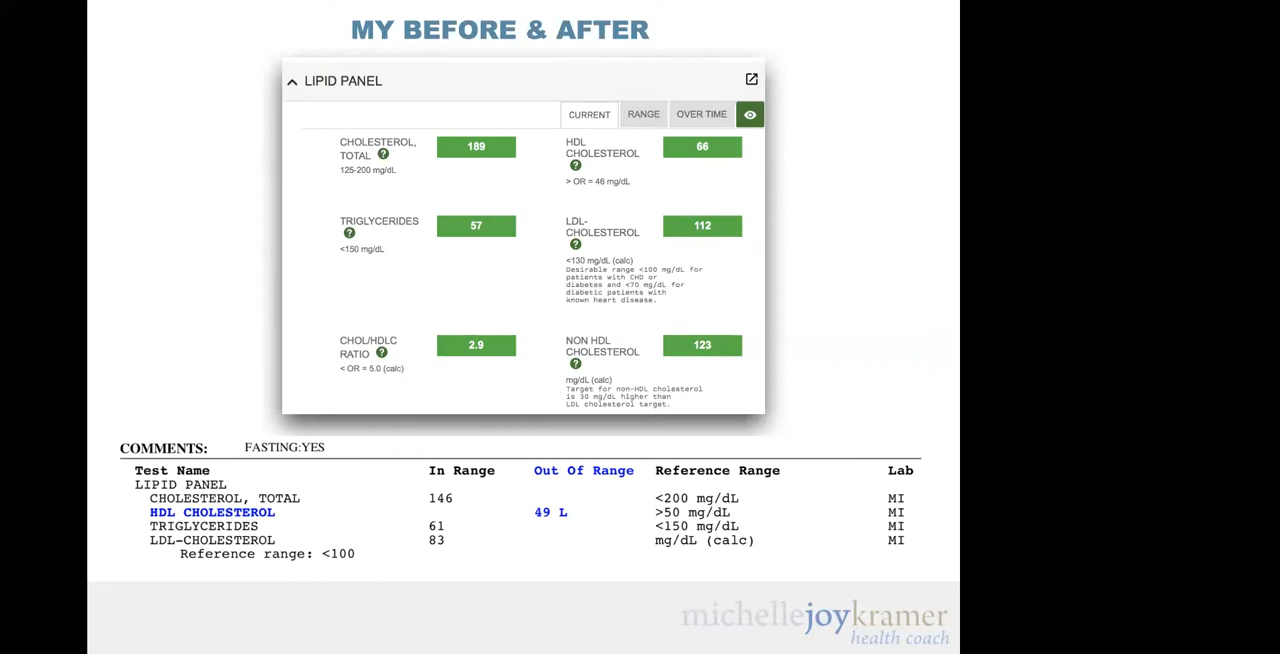 MY BEFORE & AFTER
LIPID PANEL
CURRENT RANGE OVER TIME
CHOLESTEROL,
TOTAL ?
125-200 mg/dL
189
HDL
CHOLESTEROL
?
> OR = 46 mg/dL
66
TRIGLYCERIDES
?
<150 mg/dL
57
LDL-
CHOLESTEROL
?
<130 mg/dL (calc)
Desirable range <100 mg/dL for
patients with CHD or
diabetes and <70 mg/dL for
diabetic patients with
known heart disease.
112
CHOL/HDLC
RATIO ?
< OR = 5.0 (calc)
2.9
NON HDL
CHOLESTEROL
?
mg/dL (calc)
Target for non-HDL cholesterol
is 30 mg/dL higher than
LDL cholesterol target.
123
COMMENTS: FASTING:YES
Test Name In Range Out Of Range Reference Range Lab
LIPID PANEL
CHOLESTEROL, TOTAL 146 <200 mg/dL MI
HDL CHOLESTEROL 49 L >50 mg/dL MI
TRIGLYCERIDES 61 <150 mg/dL MI
LDL-CHOLESTEROL 83 mg/dL (calc) MI
Reference range: <100
michellejoykramer
health coach